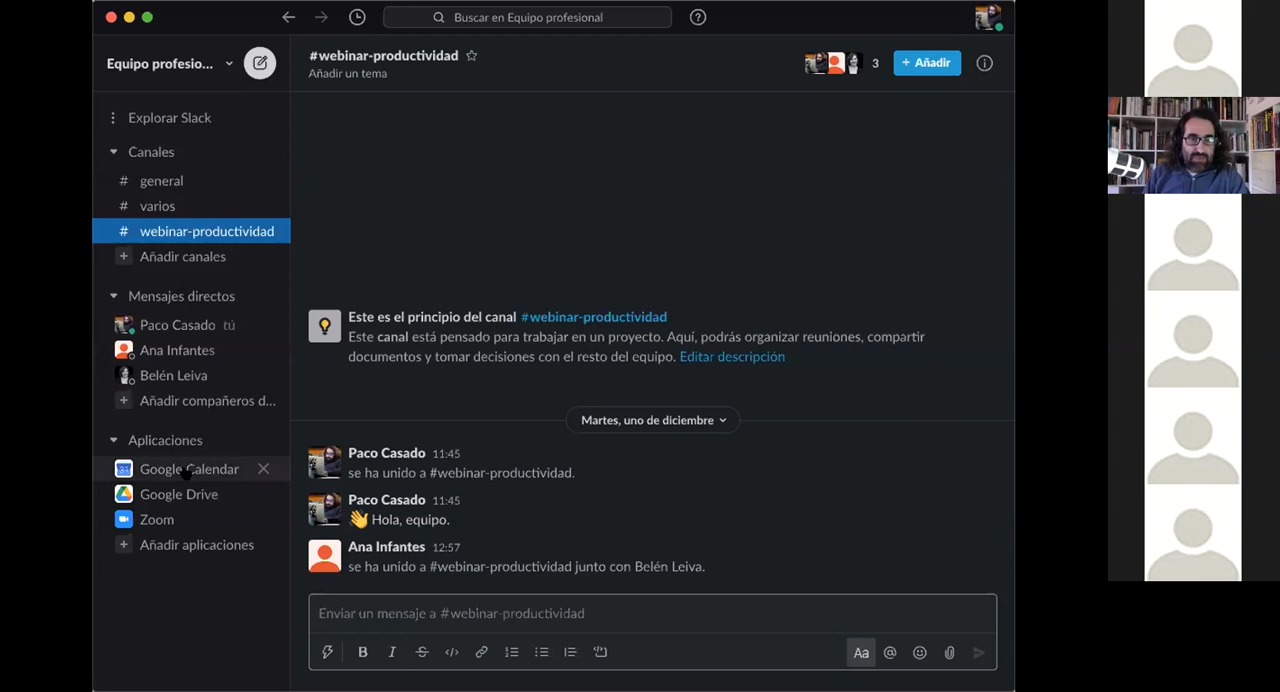 Buscar en Equipo profesional
Equipo profesio...
#webinar-productividad
Añadir un tema
3
+ Añadir
Explorar Slack
Canales
# general
# varios
# webinar-productividad
+ Añadir canales
Mensajes directos
Paco Casado tú
Ana Infantes
Belén Leiva
+ Añadir compañeros d...
Aplicaciones
Google Calendar
Google Drive
Zoom
+ Añadir aplicaciones
Este es el principio del canal #webinar-productividad
Este canal está pensado para trabajar en un proyecto. Aquí, podrás organizar reuniones, compartir
documentos y tomar decisiones con el resto del equipo. Editar descripción
Martes, uno de diciembre
Paco Casado 11:45
se ha unido a #webinar-productividad.
Paco Casado 11:45
👋 Hola, equipo.
Ana Infantes 12:57
se ha unido a #webinar-productividad junto con Belén Leiva.
Enviar un mensaje a #webinar-productividad
B I S </> Aa @